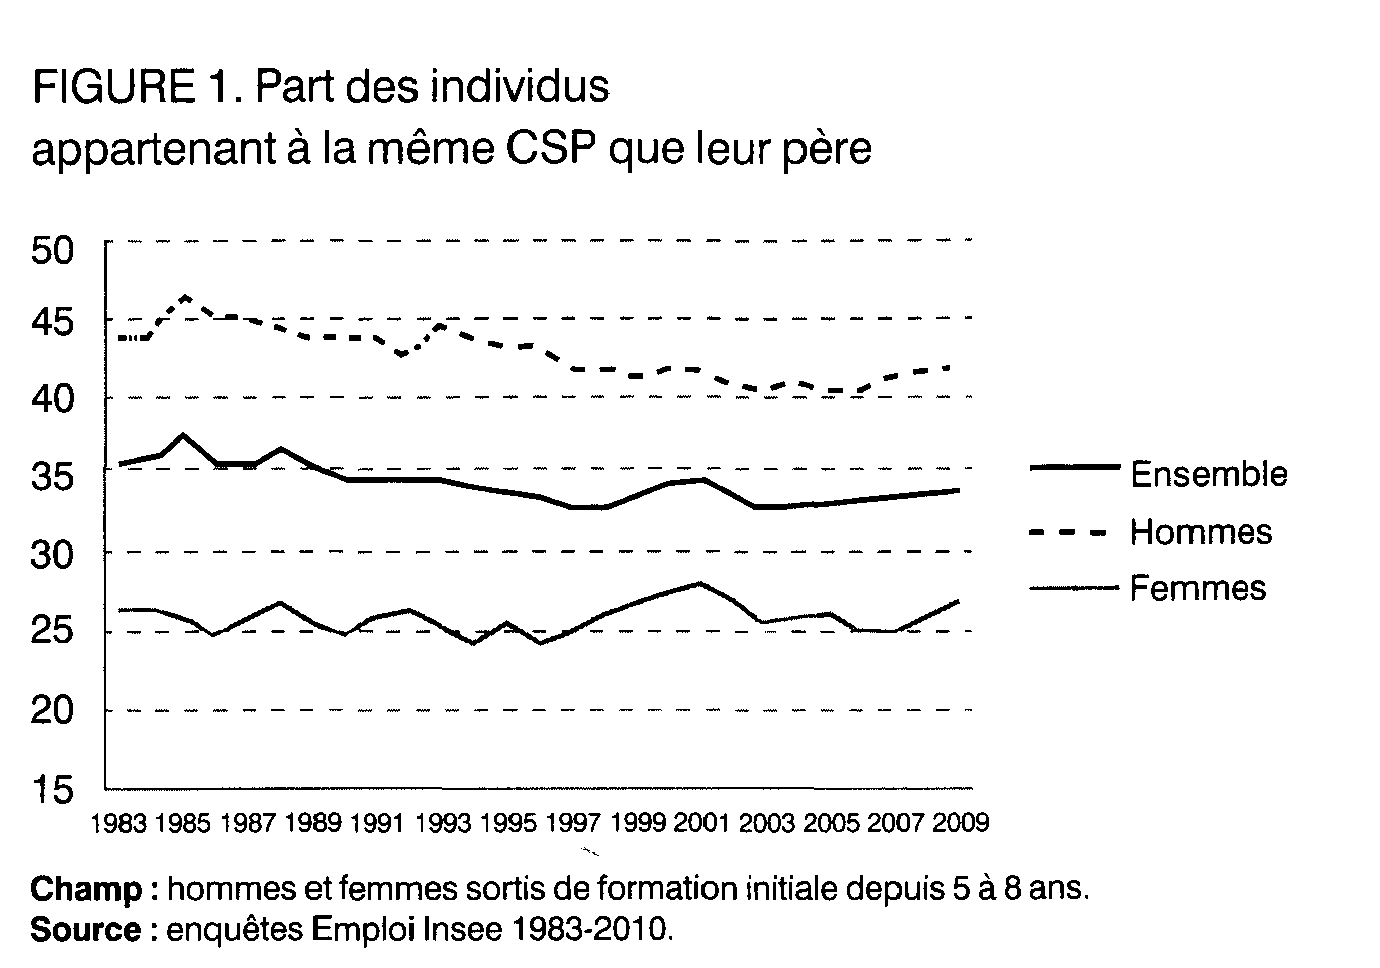 FIGURE 1. Part des individus
appartenant à la même CSP que leur père
50
45
40
35
30
25
20
15
Ensemble
Hommes
Femmes
1983 1985 1987 1989 1991 1993 1995 1997 1999 2001 2003 2005 2007 2009
Champ : hommes et femmes sortis de formation initiale depuis 5 à 8 ans.
Source : enquêtes Emploi Insee 1983-2010.